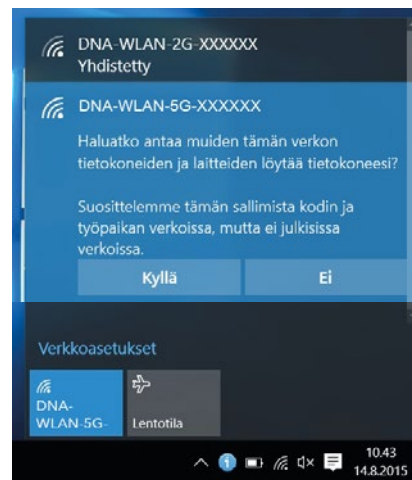 DNA-WLAN-2G-XXXXXX
Yhdistetty
DNA-WLAN-5G-XXXXXX
Haluatko antaa muiden tämän verkon
tietokoneiden ja laitteiden löytää tietokoneesi?
Suosittelemme tämän sallimista kodin ja
työpaikan verkoissa, mutta ei julkisissa
verkoissa.
Kyllä
Ei
Verkkoasetukset
DNA-
WLAN-5G-
Lentotila
10.43
14.8.2015